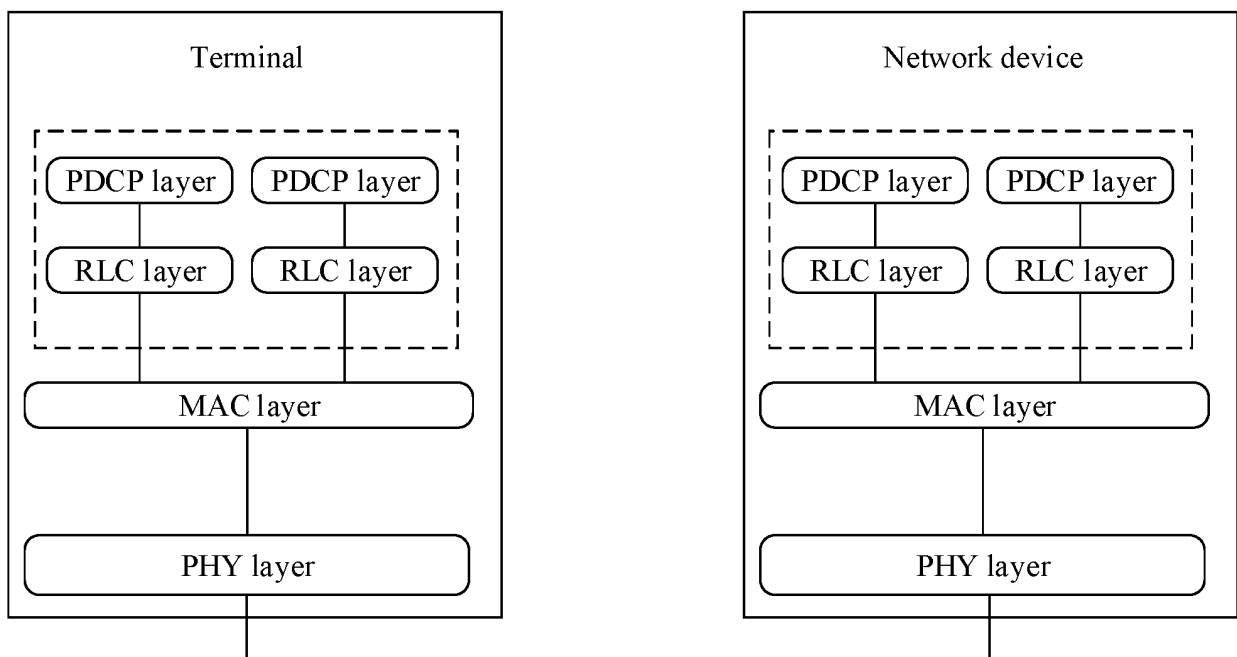 Terminal
PDCP layer PDCP layer
RLC layer RLC layer
MAC layer
PHY layer
Network device
PDCP layer PDCP layer
RLC layer RLC layer
MAC layer
PHY layer